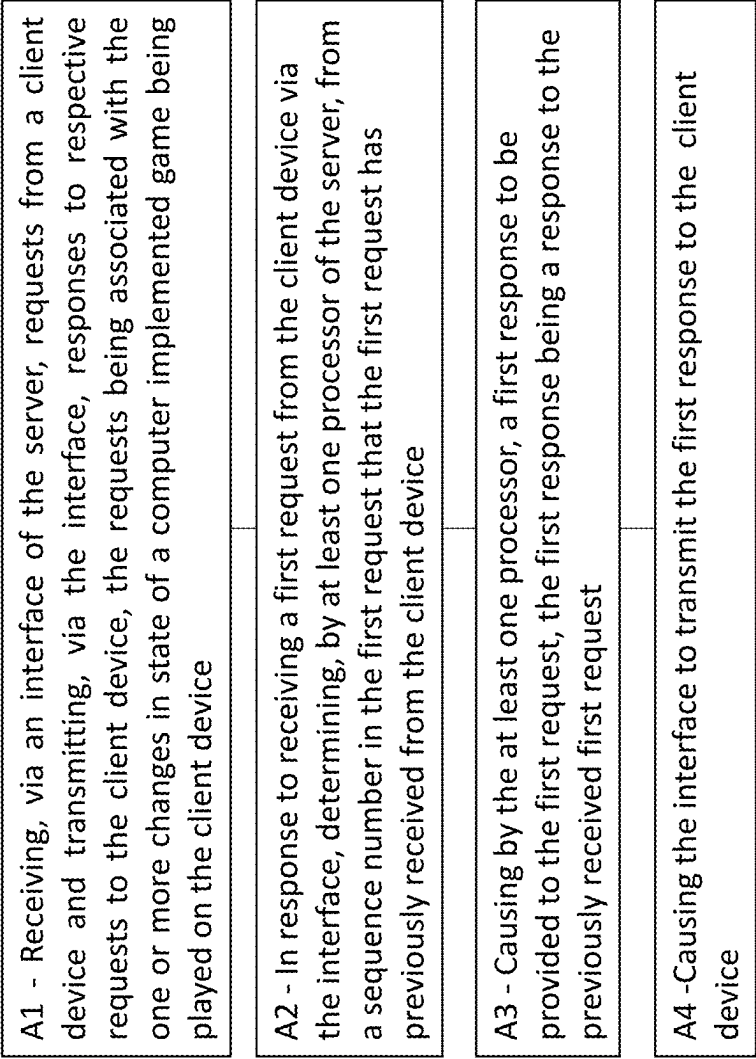 A1 - Receiving, via an interface of the server, requests from a client
device and transmitting, via the interface, responses to respective
requests to the client device, the requests being associated with the
one or more changes in state of a computer implemented game being
played on the client device
A2 - In response to receiving a first request from the client device via
the interface, determining, by at least one processor of the server, from
a sequence number in the first request that the first request has
previously received from the client device
A3 - Causing by the at least one processor, a first response to be
provided to the first request, the first response being a response to the
previously received first request
A4 -Causing the interface to transmit the first response to the client
device